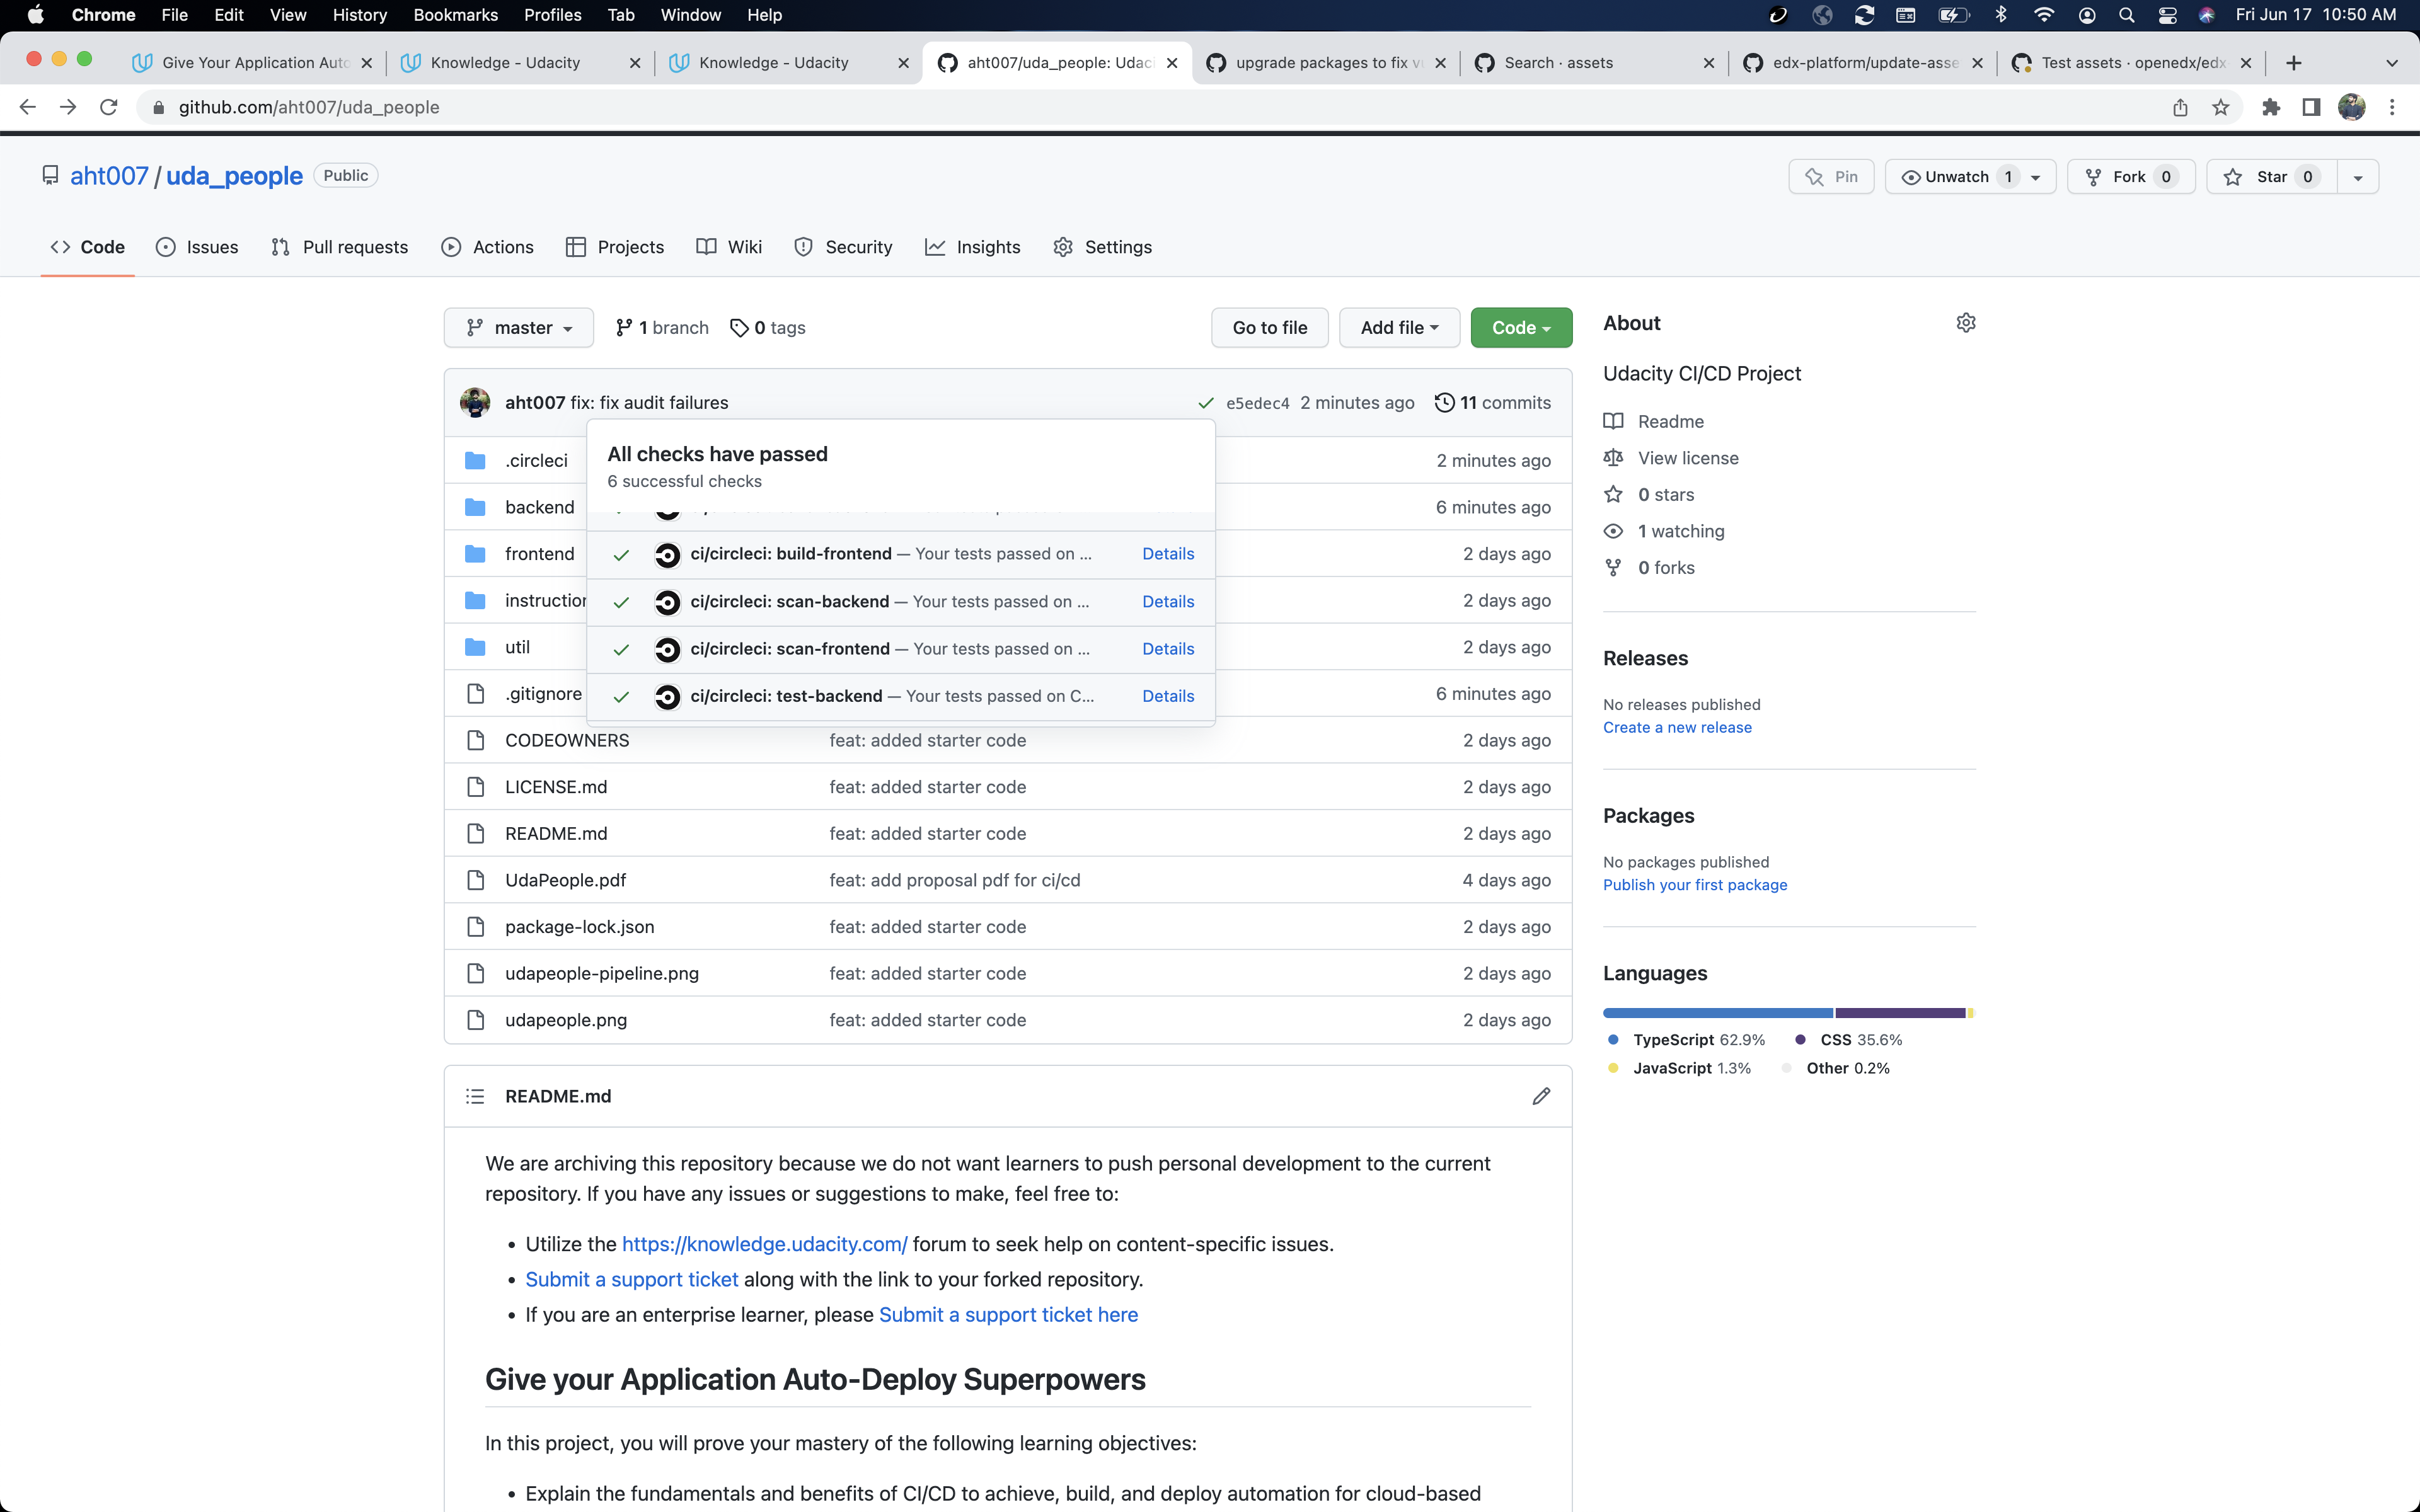 Chrome File Edit View History Bookmarks Profiles Tab Window Help Fri Jun 17 10:50 AM
Give Your Application Auto Knowledge - Udacity Knowledge - Udacity aht007/uda_people: Udaci upgrade packages to fix vu Search · assets edx-platform/update-asse Test assets · openedx/edx-
github.com/aht007/uda_people
aht007 / uda_people Public Pin Unwatch 1 Fork 0 Star 0
Code Issues Pull requests Actions Projects Wiki Security Insights Settings
master 1 branch 0 tags Go to file Add file Code
aht007 fix: fix audit failures e5edec4 2 minutes ago 11 commits
All checks have passed
6 successful checks
ci/circleci: build-frontend — Your tests passed on ... Details
ci/circleci: scan-backend — Your tests passed on ... Details
ci/circleci: scan-frontend — Your tests passed on ... Details
ci/circleci: test-backend — Your tests passed on C... Details
.circleci 2 minutes ago
backend 6 minutes ago
frontend 2 days ago
instruction 2 days ago
util 2 days ago
.gitignore 6 minutes ago
CODEOWNERS feat: added starter code 2 days ago
LICENSE.md feat: added starter code 2 days ago
README.md feat: added starter code 2 days ago
UdaPeople.pdf feat: add proposal pdf for ci/cd 4 days ago
package-lock.json feat: added starter code 2 days ago
udapeople-pipeline.png feat: added starter code 2 days ago
udapeople.png feat: added starter code 2 days ago
README.md
We are archiving this repository because we do not want learners to push personal development to the current
repository. If you have any issues or suggestions to make, feel free to:
• Utilize the https://knowledge.udacity.com/ forum to seek help on content-specific issues.
• Submit a support ticket along with the link to your forked repository.
• If you are an enterprise learner, please Submit a support ticket here
Give your Application Auto-Deploy Superpowers
In this project, you will prove your mastery of the following learning objectives:
• Explain the fundamentals and benefits of CI/CD to achieve, build, and deploy automation for cloud-based
About
Udacity CI/CD Project
Readme
View license
0 stars
1 watching
0 forks
Releases
No releases published
Create a new release
Packages
No packages published
Publish your first package
Languages
TypeScript 62.9% CSS 35.6%
JavaScript 1.3% Other 0.2%